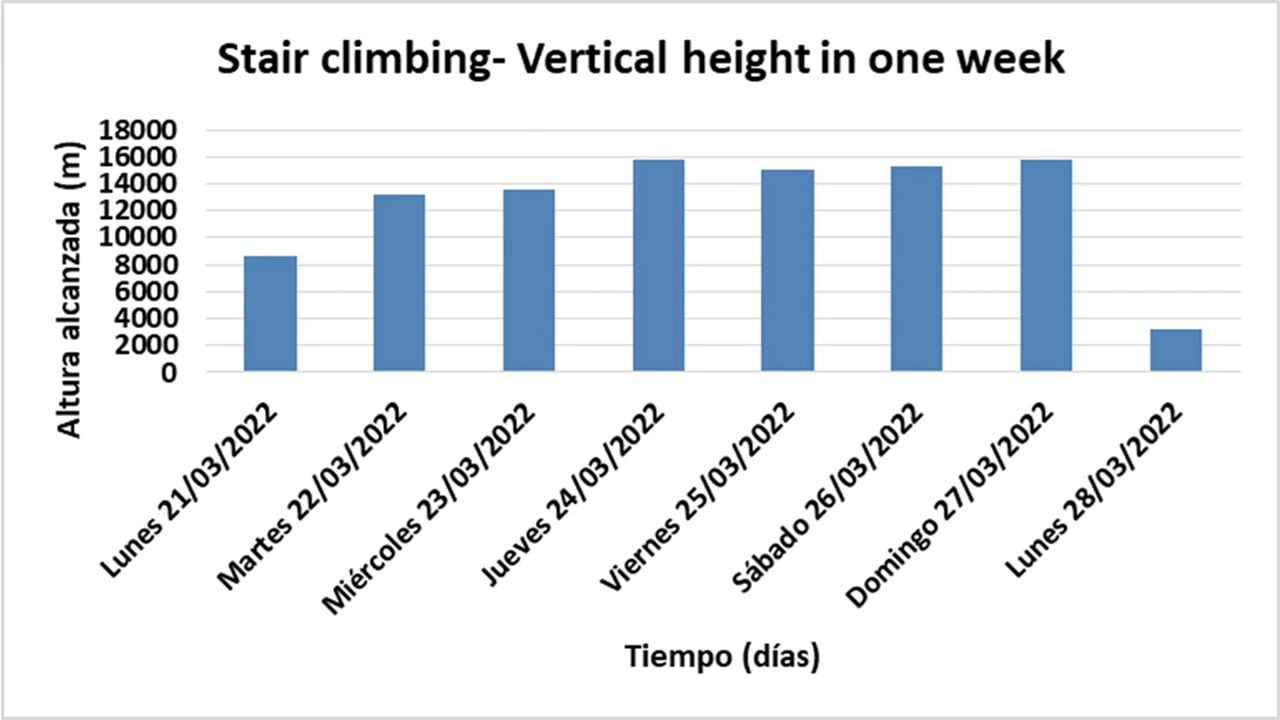 Stair climbing- Vertical height in one week
Altura alcanzada (m)
18000
16000
14000
12000
10000
8000
6000
4000
2000
0
Lunes 21/03/2022
Martes 22/03/2022
Miércoles 23/03/2022
Jueves 24/03/2022
Viernes 25/03/2022
Sábado 26/03/2022
Domingo 27/03/2022
Lunes 28/03/2022
Tiempo (días)